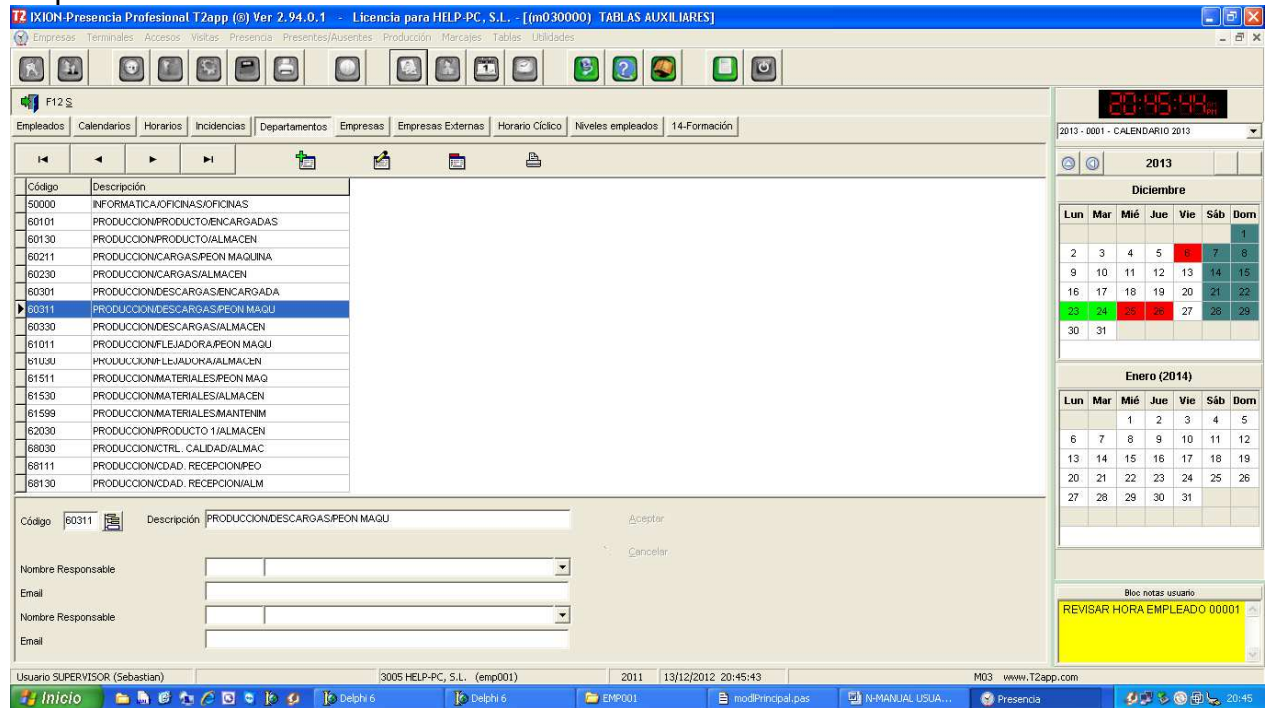 IXION-Presencia Profesional T2app (®) Ver 2.94.0.1 - Licencia para HELP-PC, S.L. - [(m030000) TABLAS AUXILIARES]
Empresas Terminales Accesos Visitas Presencia Presentes/Ausentes Producción Marcajes Tablas Utilidades
F12 S
Empleados Calendarios Horarios Incidencias Departamentos Empresas Empresas Externas Horario Cíclico Niveles empleados 14-Formación
Código Descripción
50000 INFORMATICA/OFICINAS/OFICINAS
60101 PRODUCCION/PRODUCTO/ENCARGADAS
60130 PRODUCCION/PRODUCTO/ALMACEN
60211 PRODUCCION/CARGAS/PEON MAQUINA
60230 PRODUCCION/CARGAS/ALMACEN
60301 PRODUCCION/DESCARGAS/ENCARGADA
60311 PRODUCCION/DESCARGAS/PEON MAQU
60330 PRODUCCION/DESCARGAS/ALMACEN
61011 PRODUCCION/FLEJADORA/PEON MAQU
61030 PRODUCCION/FLEJADORA/ALMACEN
61511 PRODUCCION/MATERIALES/PEON MAQ
61530 PRODUCCION/MATERIALES/ALMACEN
61599 PRODUCCION/MATERIALES/MANTENIM
62030 PRODUCCION/PRODUCTO 1/ALMACEN
68030 PRODUCCION/CTRL. CALIDAD/ALMAC
68111 PRODUCCION/CDAD. RECEPCION/PEO
68130 PRODUCCION/CDAD. RECEPCION/ALM
Código 60311 Descripción PRODUCCION/DESCARGAS/PEON MAQU
Aceptar
Cancelar
Nombre Responsable
Email
Nombre Responsable
Email
20:45:44 PM
2013 - 0001 - CALENDARIO 2013
2013
Diciembre
Lun Mar Mié Jue Vie Sáb Dom
1
2 3 4 5 6 7 8
9 10 11 12 13 14 15
16 17 18 19 20 21 22
23 24 25 26 27 28 29
30 31
Enero (2014)
Lun Mar Mié Jue Vie Sáb Dom
1 2 3 4 5
6 7 8 9 10 11 12
13 14 15 16 17 18 19
20 21 22 23 24 25 26
27 28 29 30 31
Bloc notas usuario
REVISAR HORA EMPLEADO 00001
Usuario SUPERVISOR (Sebastian) 3005 HELP-PC, S.L. (emp001) 2011 13/12/2012 20:45:43 M03 www.T2app.com
Inicio Delphi 6 Delphi 6 EMP001 modlPrincipal.pas N-MANUAL USUA... Presencia 20:45